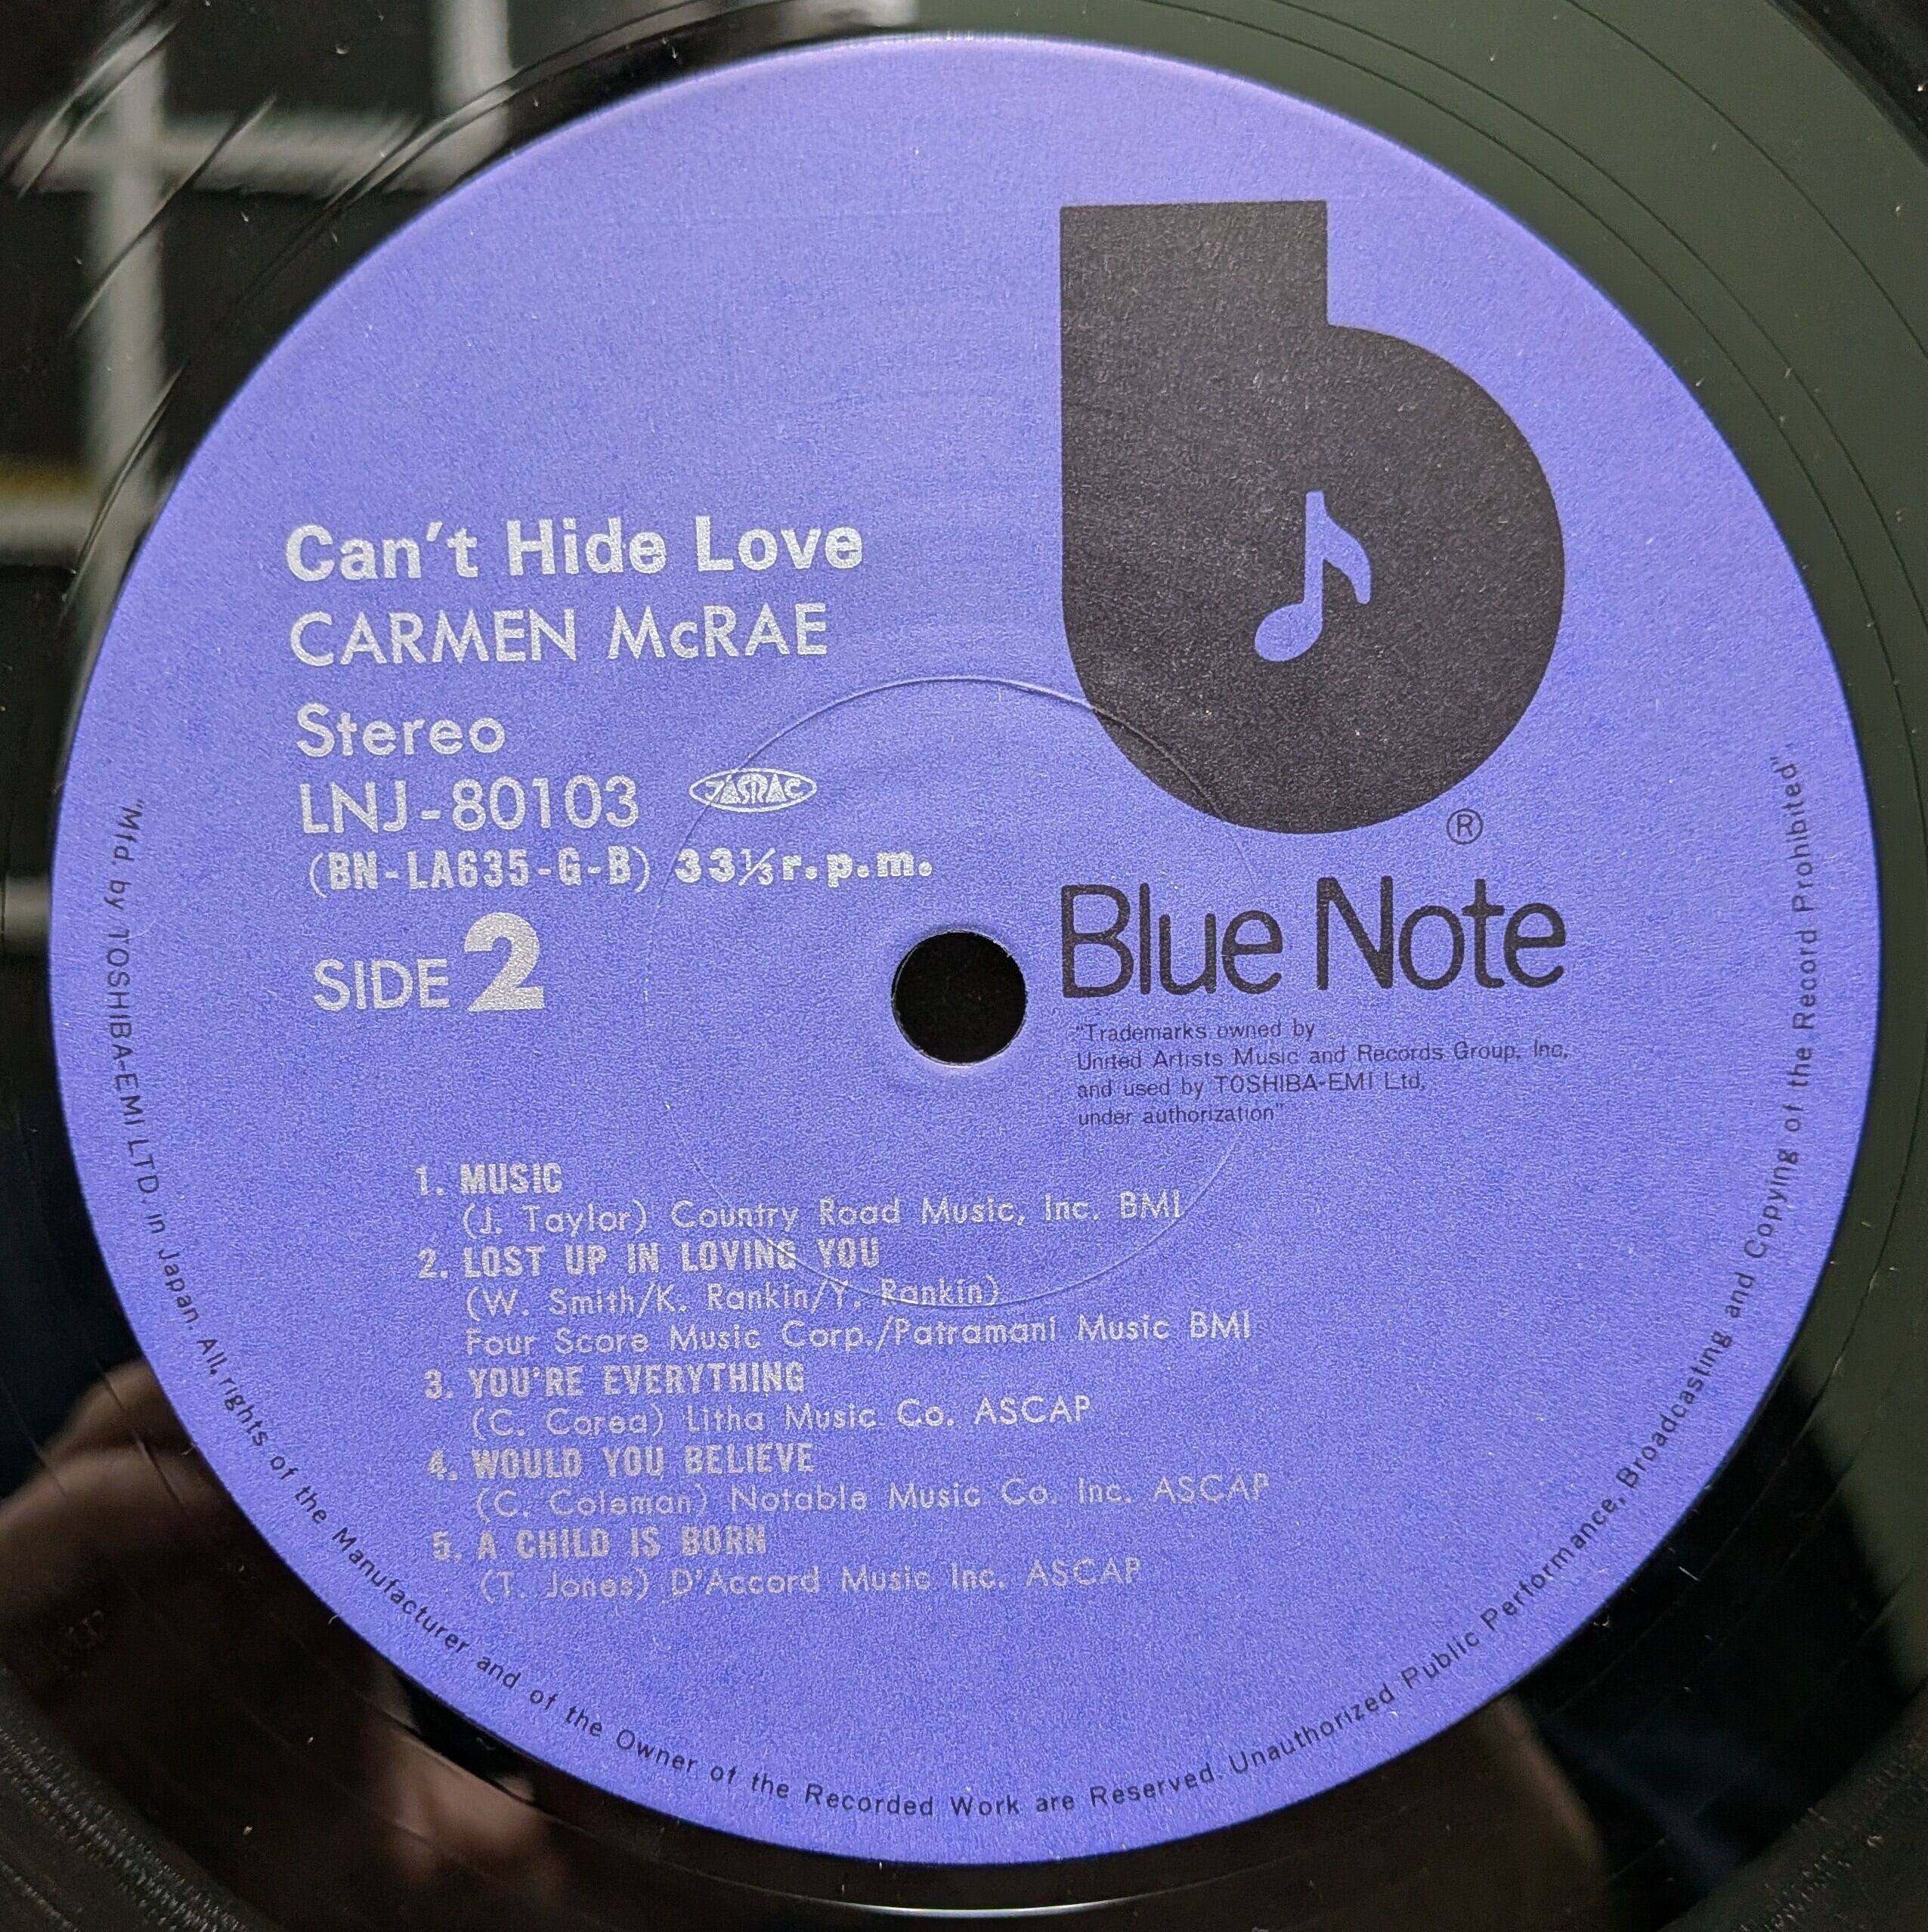 Can't Hide Love
CARMEN McRAE
Stereo
LNJ-80103 JASRAC
(BN-LA635-G-B) 33⅓r.p.m.
SIDE 2
®
Blue Note
"Trademarks owned by
United Artists Music and Records Group, Inc,
and used by TOSHIBA-EMI Ltd,
under authorization"
1. MUSIC
(J. Taylor) Country Road Music, Inc. BMI
2. LOST UP IN LOVING YOU
(W. Smith/K. Rankin/Y. Rankin)
Four Score Music Corp./Patramani Music BMI
3. YOU'RE EVERYTHING
(C. Corea) Litha Music Co. ASCAP
4. WOULD YOU BELIEVE
(C. Coleman) Notable Music Co. Inc. ASCAP
5. A CHILD IS BORN
(T. Jones) D'Accord Music Inc. ASCAP
"Mfd by TOSHIBA-EMI LTD in Japan. All, rights of the Manufacturer and of the Owner of the Recorded Work are Reserved. Unauthorized Public Performance, Broadcasting and Copying of the Record Prohibited",